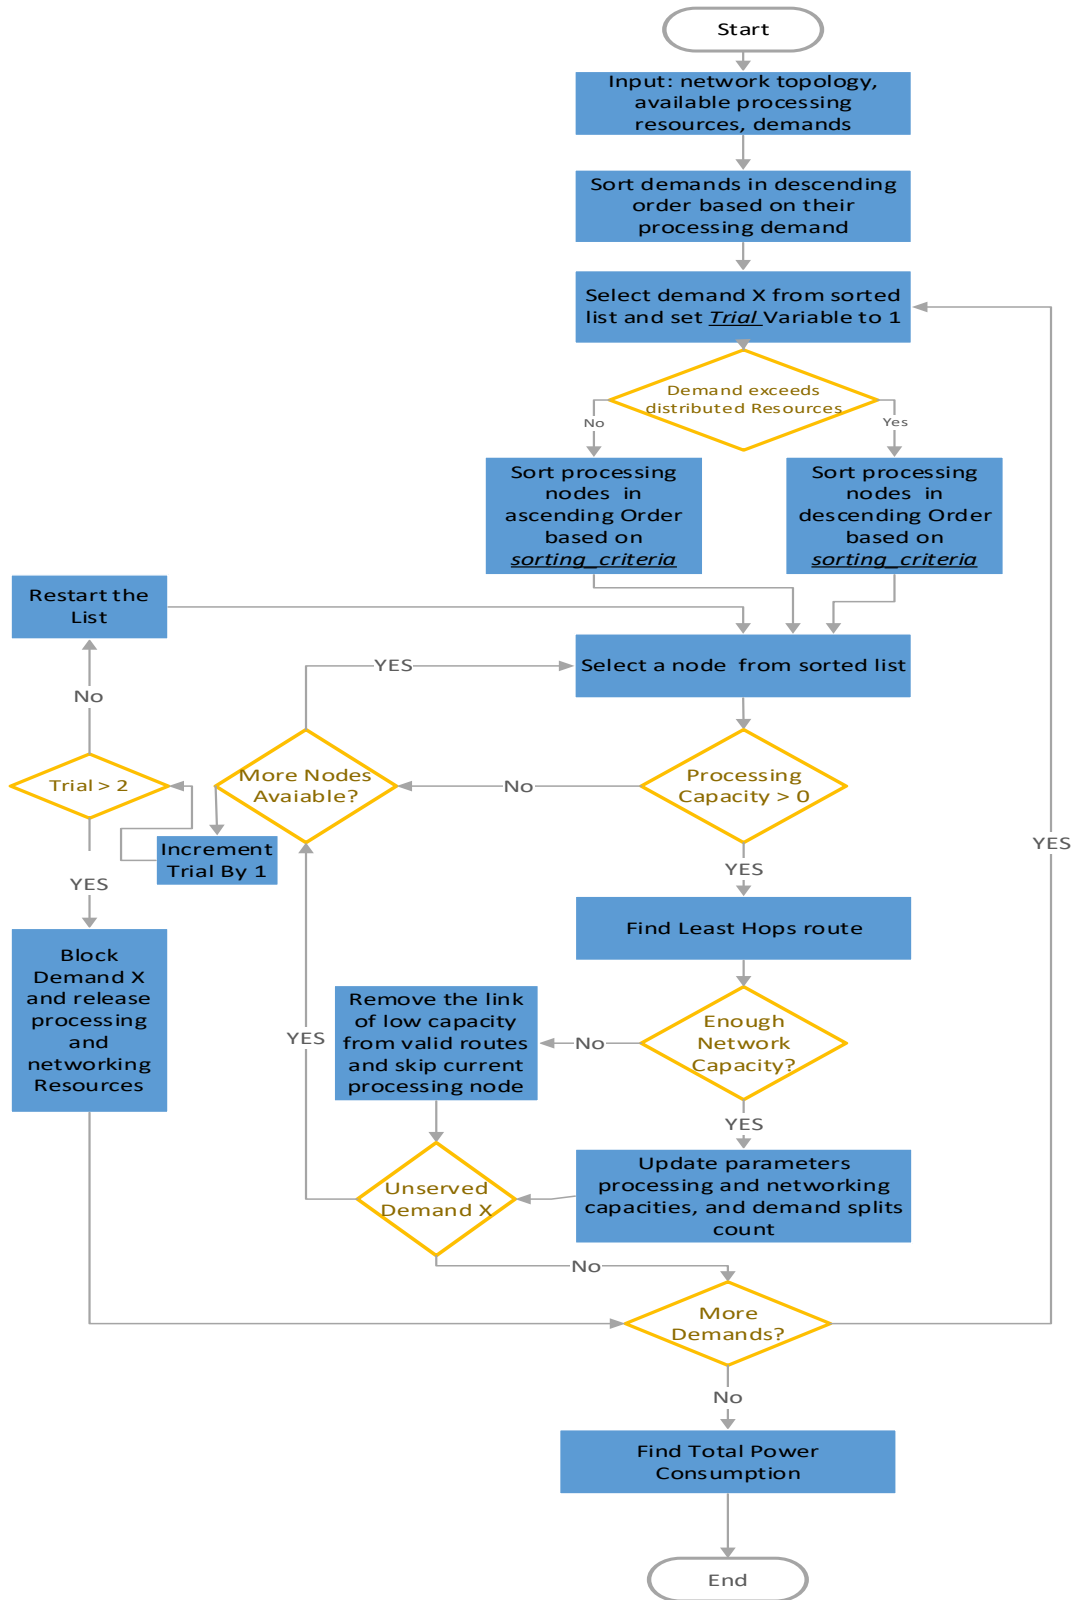 Start
Input: network topology,
available processing
resources, demands
Sort demands in descending
order based on their
processing demand
Select demand X from sorted
list and set Trial Variable to 1
Demand exceeds
distributed Resources
No
Yes
Sort processing
nodes in
ascending Order
based on
sorting_criteria
Sort processing
nodes in
descending Order
based on
sorting_criteria
Restart the
List
YES
Select a node from sorted list
No
Trial > 2
More Nodes
Avaiable?
No
Processing
Capacity > 0
Increment
Trial By 1
YES
YES
YES
Find Least Hops route
Block
Demand X
and release
processing
and
networking
Resources
Remove the link
of low capacity
from valid routes
and skip current
processing node
YES
No
Enough
Network
Capacity?
YES
Unserved
Demand X
Update parameters
processing and networking
capacities, and demand splits
count
No
More
Demands?
No
Find Total Power
Consumption
End